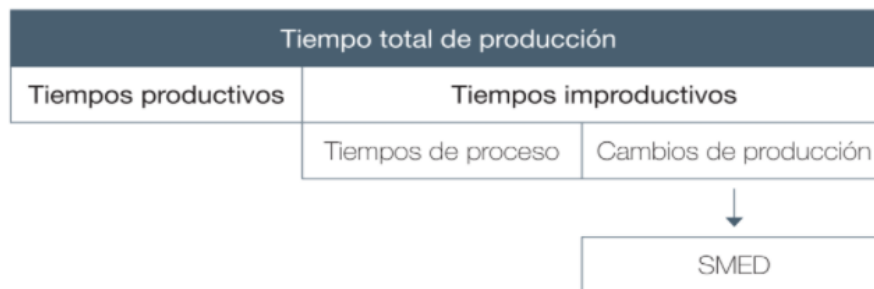 Tiempo total de producción
Tiempos productivos Tiempos improductivos
Tiempos de proceso Cambios de producción
SMED